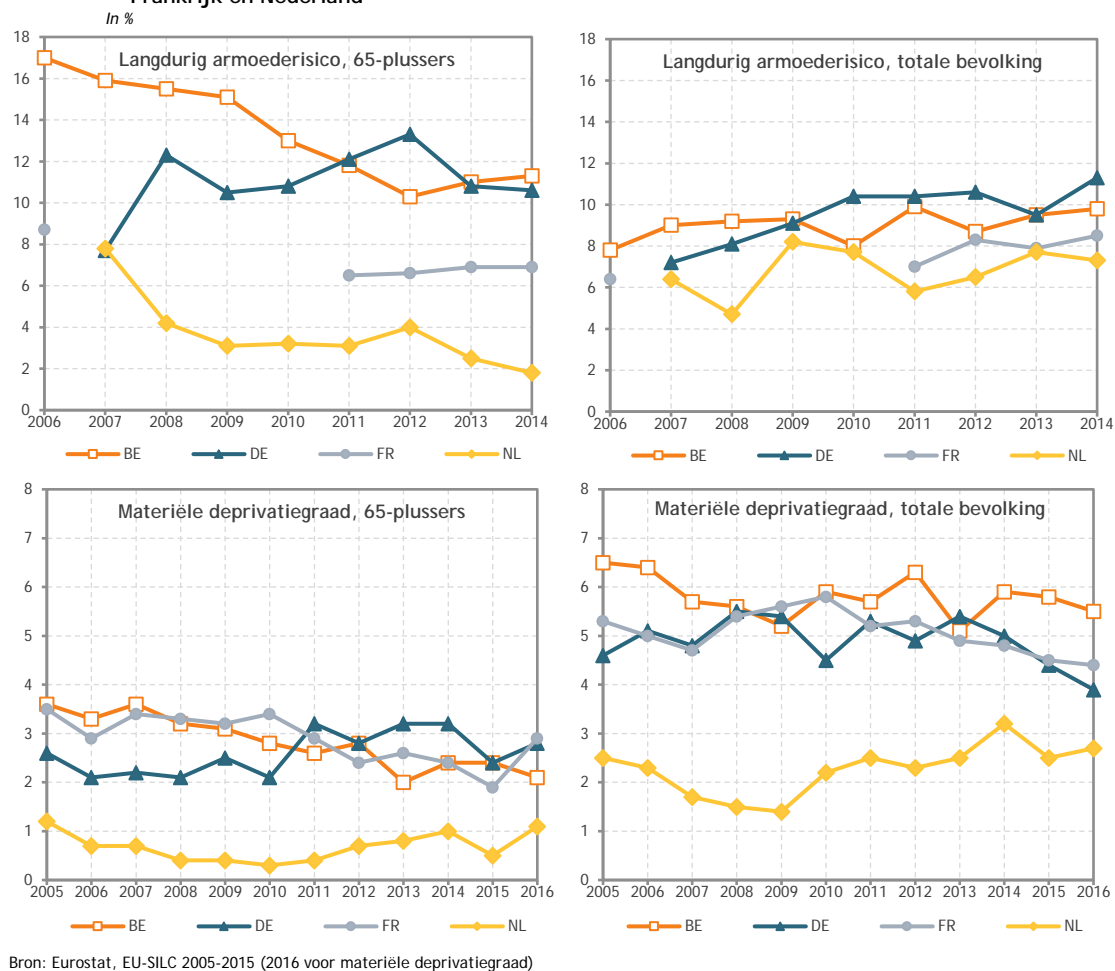 Frankrijk en Nederland
In %
Langdurig armoederisico, 65-plussers
18
16
14
12
10
8
6
4
2
0
2006 2007 2008 2009 2010 2011 2012 2013 2014
BE DE FR NL
Langdurig armoederisico, totale bevolking
18
16
14
12
10
8
6
4
2
0
2006 2007 2008 2009 2010 2011 2012 2013 2014
BE DE FR NL
Materiële deprivatiegraad, 65-plussers
8
7
6
5
4
3
2
1
0
2005 2006 2007 2008 2009 2010 2011 2012 2013 2014 2015 2016
BE DE FR NL
Materiële deprivatiegraad, totale bevolking
8
7
6
5
4
3
2
1
0
2005 2006 2007 2008 2009 2010 2011 2012 2013 2014 2015 2016
BE DE FR NL
Bron: Eurostat, EU-SILC 2005-2015 (2016 voor materiële deprivatiegraad)